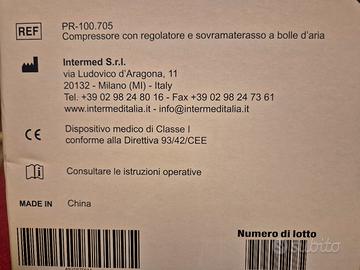 REF PR-100.705
Compressore con regolatore e sovramaterasso a bolle d'aria
Intermed S.r.l.
via Ludovico d'Aragona, 11
20132 - Milano (MI) - Italy
Tel. +39 02 98 24 80 16 - Fax +39 02 98 24 73 61
www.intermeditalia.it - info@intermeditalia.it
CE Dispositivo medico di Classe I
conforme alla Direttiva 93/42/CEE
Consultare le istruzioni operative
MADE IN China
Numero di lotto
subito